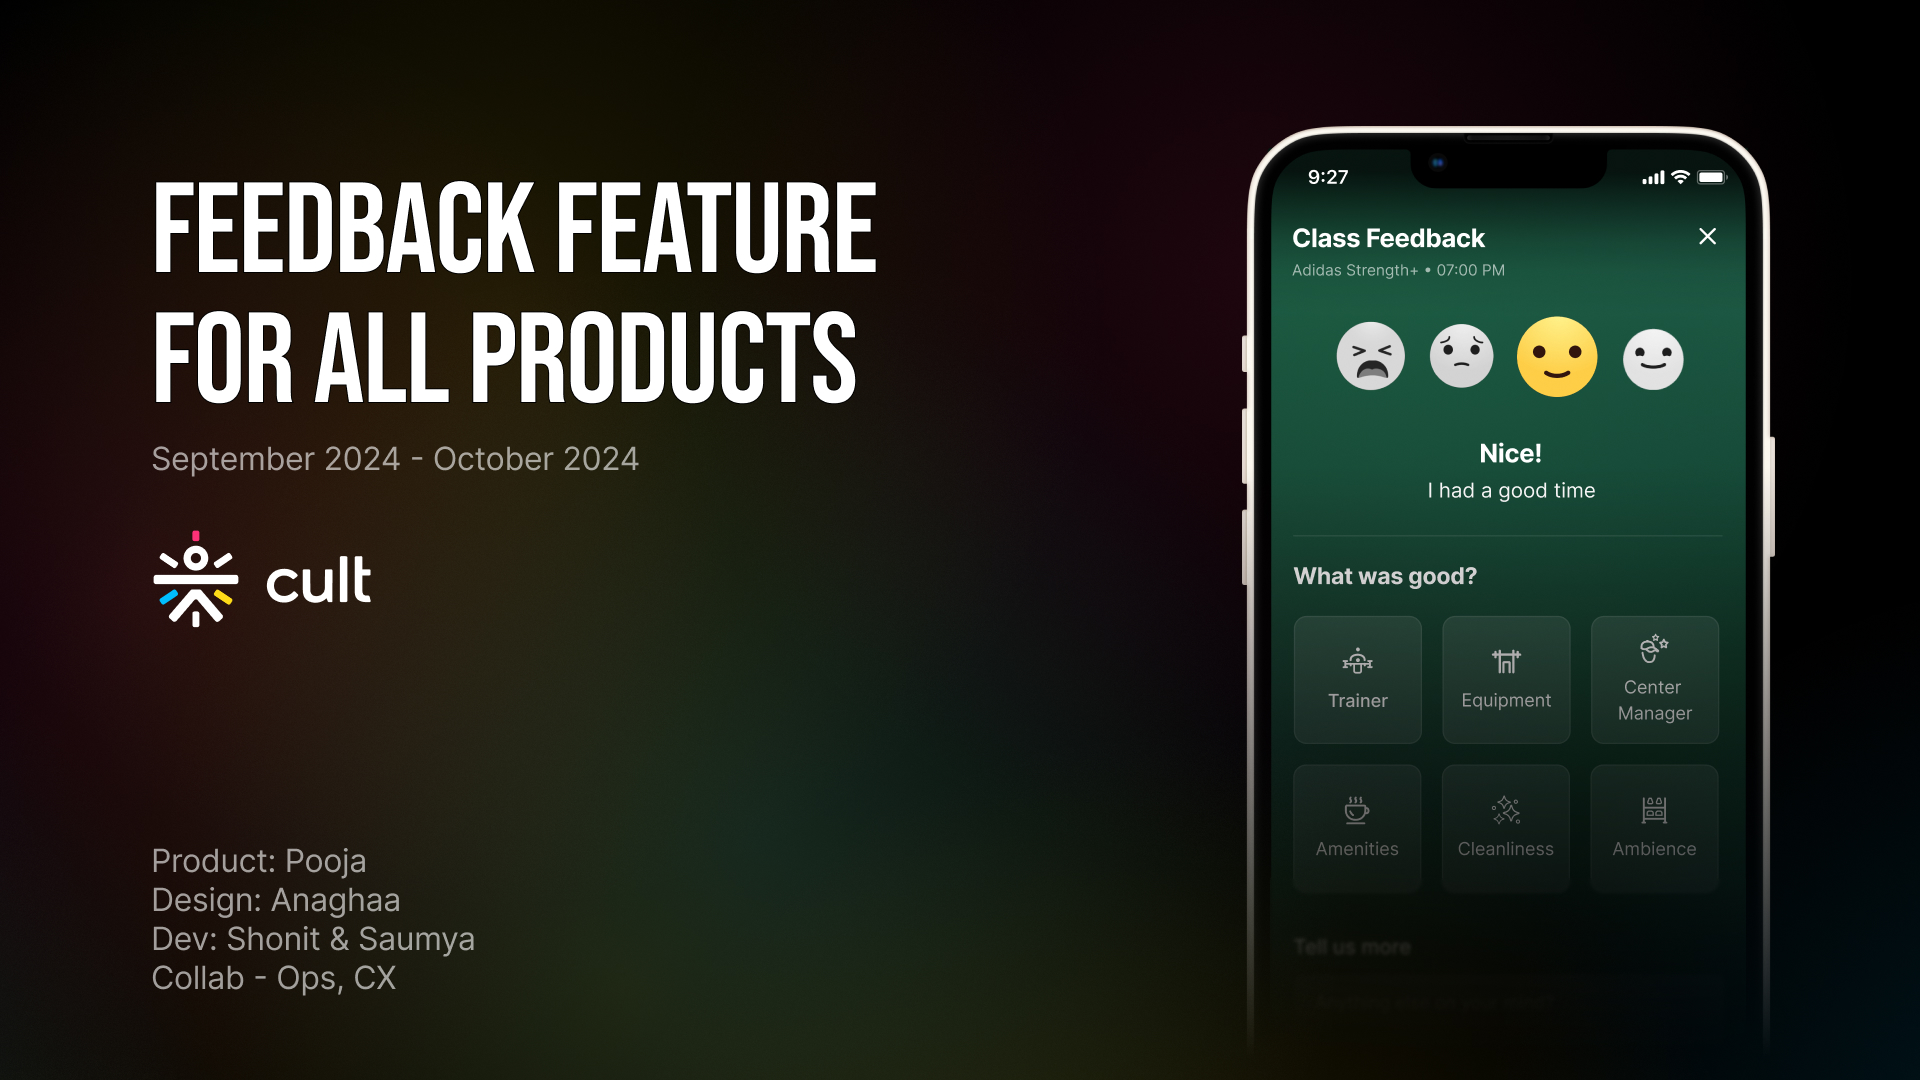 FEEDBACK FEATURE
FOR ALL PRODUCTS
September 2024 - October 2024
cult
Product: Pooja
Design: Anaghaa
Dev: Shonit & Saumya
Collab - Ops, CX
9:27
Class Feedback
Adidas Strength+ • 07:00 PM
Nice!
I had a good time
What was good?
Trainer
Equipment
Center
Manager
Amenities
Cleanliness
Ambience
Tell us more